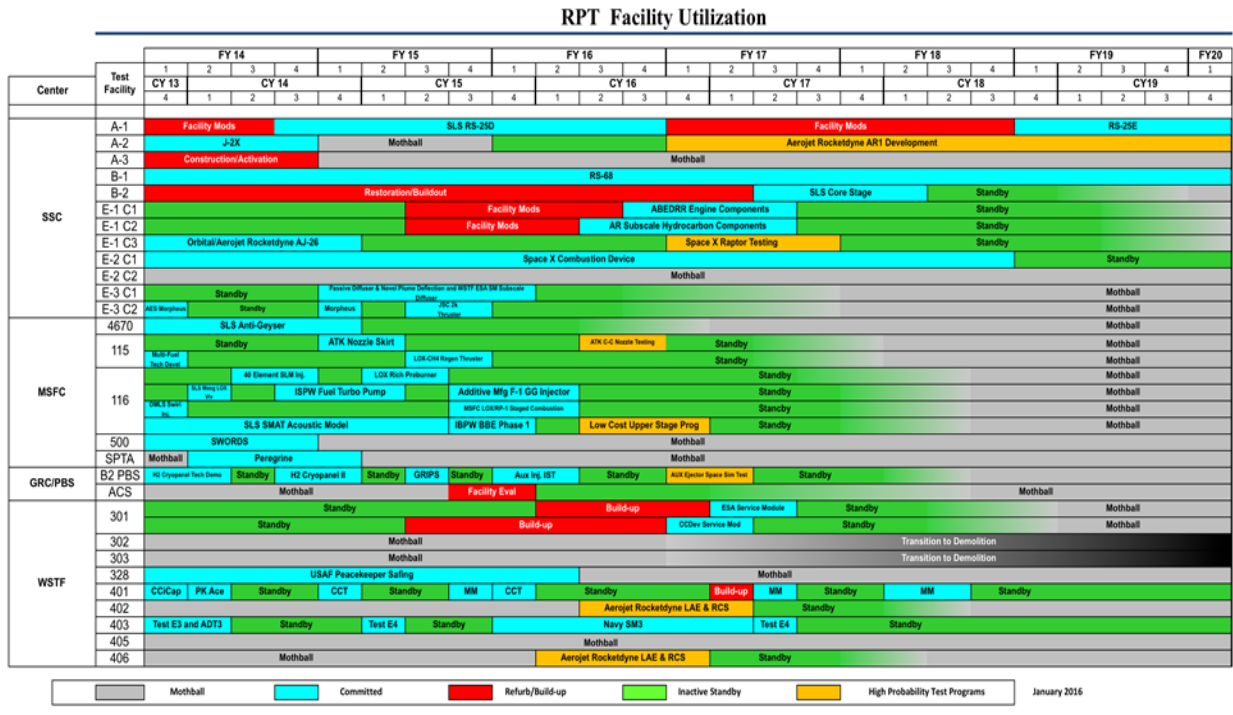 RPT Facility Utilization
FY 14 FY 15 FY 16 FY 17 FY 18 FY19 FY20
1 2 3 4 1 2 3 4 1 2 3 4 1 2 3 4 1 2 3 4 1 2 3 4 1
Center Test Facility CY 13 CY 14 CY 15 CY 16 CY 17 CY 18 CY19
4 1 2 3 4 1 2 3 4 1 2 3 4 1 2 3 4 1 2 3 4 1 2 3 4
SSC
A-1 Facility Mods SLS RS-25D Facility Mods RS-25E
A-2 J-2X Mothball Aerojet Rocketdyne AR1 Development
A-3 Construction/Activation Mothball
B-1 RS-68
B-2 Restoration/Buildout SLS Core Stage Standby
E-1 C1 Facility Mods ABEDRR Engine Components Standby
E-1 C2 Facility Mods AR Subscale Hydrocarbon Components Standby
E-1 C3 Orbital/Aerojet Rocketdyne AJ-26 Space X Raptor Testing Standby
E-2 C1 Space X Combustion Device Standby
E-2 C2 Mothball
E-3 C1 Standby Passive Diffuser & Novel Plume Deflection and WSTF ESA SM Subscale Diffuser Mothball
E-3 C2 AES Morpheus Standby Morpheus JSC 2k Thruster Mothball
MSFC
4670 SLS Anti-Geyser Mothball
115 Standby ATK Nozzle Skirt ATK C-C Nozzle Testing Standby Mothball
Multi-Fuel Tech Devel LOX-CH4 Regen Thruster Standby Mothball
116 40 Element SLM Inj. LOX Rich Preburner Standby Mothball
SLS Moog LOX Vlv ISPW Fuel Turbo Pump Additive Mfg F-1 GG Injector Standby Mothball
DMLS Swirl Inj. MSFC LOX/RP-1 Staged Combustion Standcby Mothball
SLS SMAT Acoustic Model IBPW BBE Phase 1 Low Cost Upper Stage Prog Standby Mothball
500 SWORDS Mothball
SPTA Mothball Peregrine Mothball
GRC/PBS
B2 PBS H2 Cryopanel Tech Demo Standby H2 Cryopanel II Standby GRIPS Standby Aux Inj. IST Standby AUX Ejector Space Sim Test Standby
ACS Mothball Facility Eval Mothball
WSTF
301 Standby Build-up ESA Service Module Standby Mothball
Standby Build-up CCDev Service Mod Standby Mothball
302 Mothball Transition to Demolition
303 Mothball Transition to Demolition
328 USAF Peacekeeper Safing Mothball
401 CCiCap PK Ace Standby CCT Standby MM CCT Standby Build-up MM Standby MM Standby
402 Aerojet Rocketdyne LAE & RCS Standby
403 Test E3 and ADT3 Standby Test E4 Standby Navy SM3 Test E4 Standby
405 Mothball
406 Mothball Aerojet Rocketdyne LAE & RCS Standby
Mothball Committed Refurb/Build-up Inactive Standby High Probability Test Programs January 2016